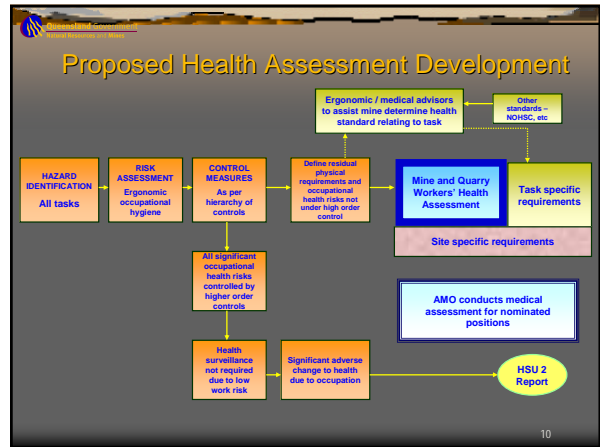 Queensland Government
Natural Resources and Mines
Proposed Health Assessment Development
Ergonomic / medical advisors
to assist mine determine health
standard relating to task
Other
standards –
NOHSC, etc
HAZARD
IDENTIFICATION
All tasks
RISK
ASSESSMENT
Ergonomic
occupational
hygiene
CONTROL
MEASURES
As per
hierarchy of
controls
Define residual
physical
requirements and
occupational
health risks not
under high order
control
Mine and Quarry
Workers' Health
Assessment
Task specific
requirements
Site specific requirements
All significant
occupational
health risks
controlled by
higher order
controls
AMO conducts medical
assessment for nominated
positions
Health
surveillance
not required
due to low
work risk
Significant adverse
change to health
due to occupation
HSU 2
Report
10